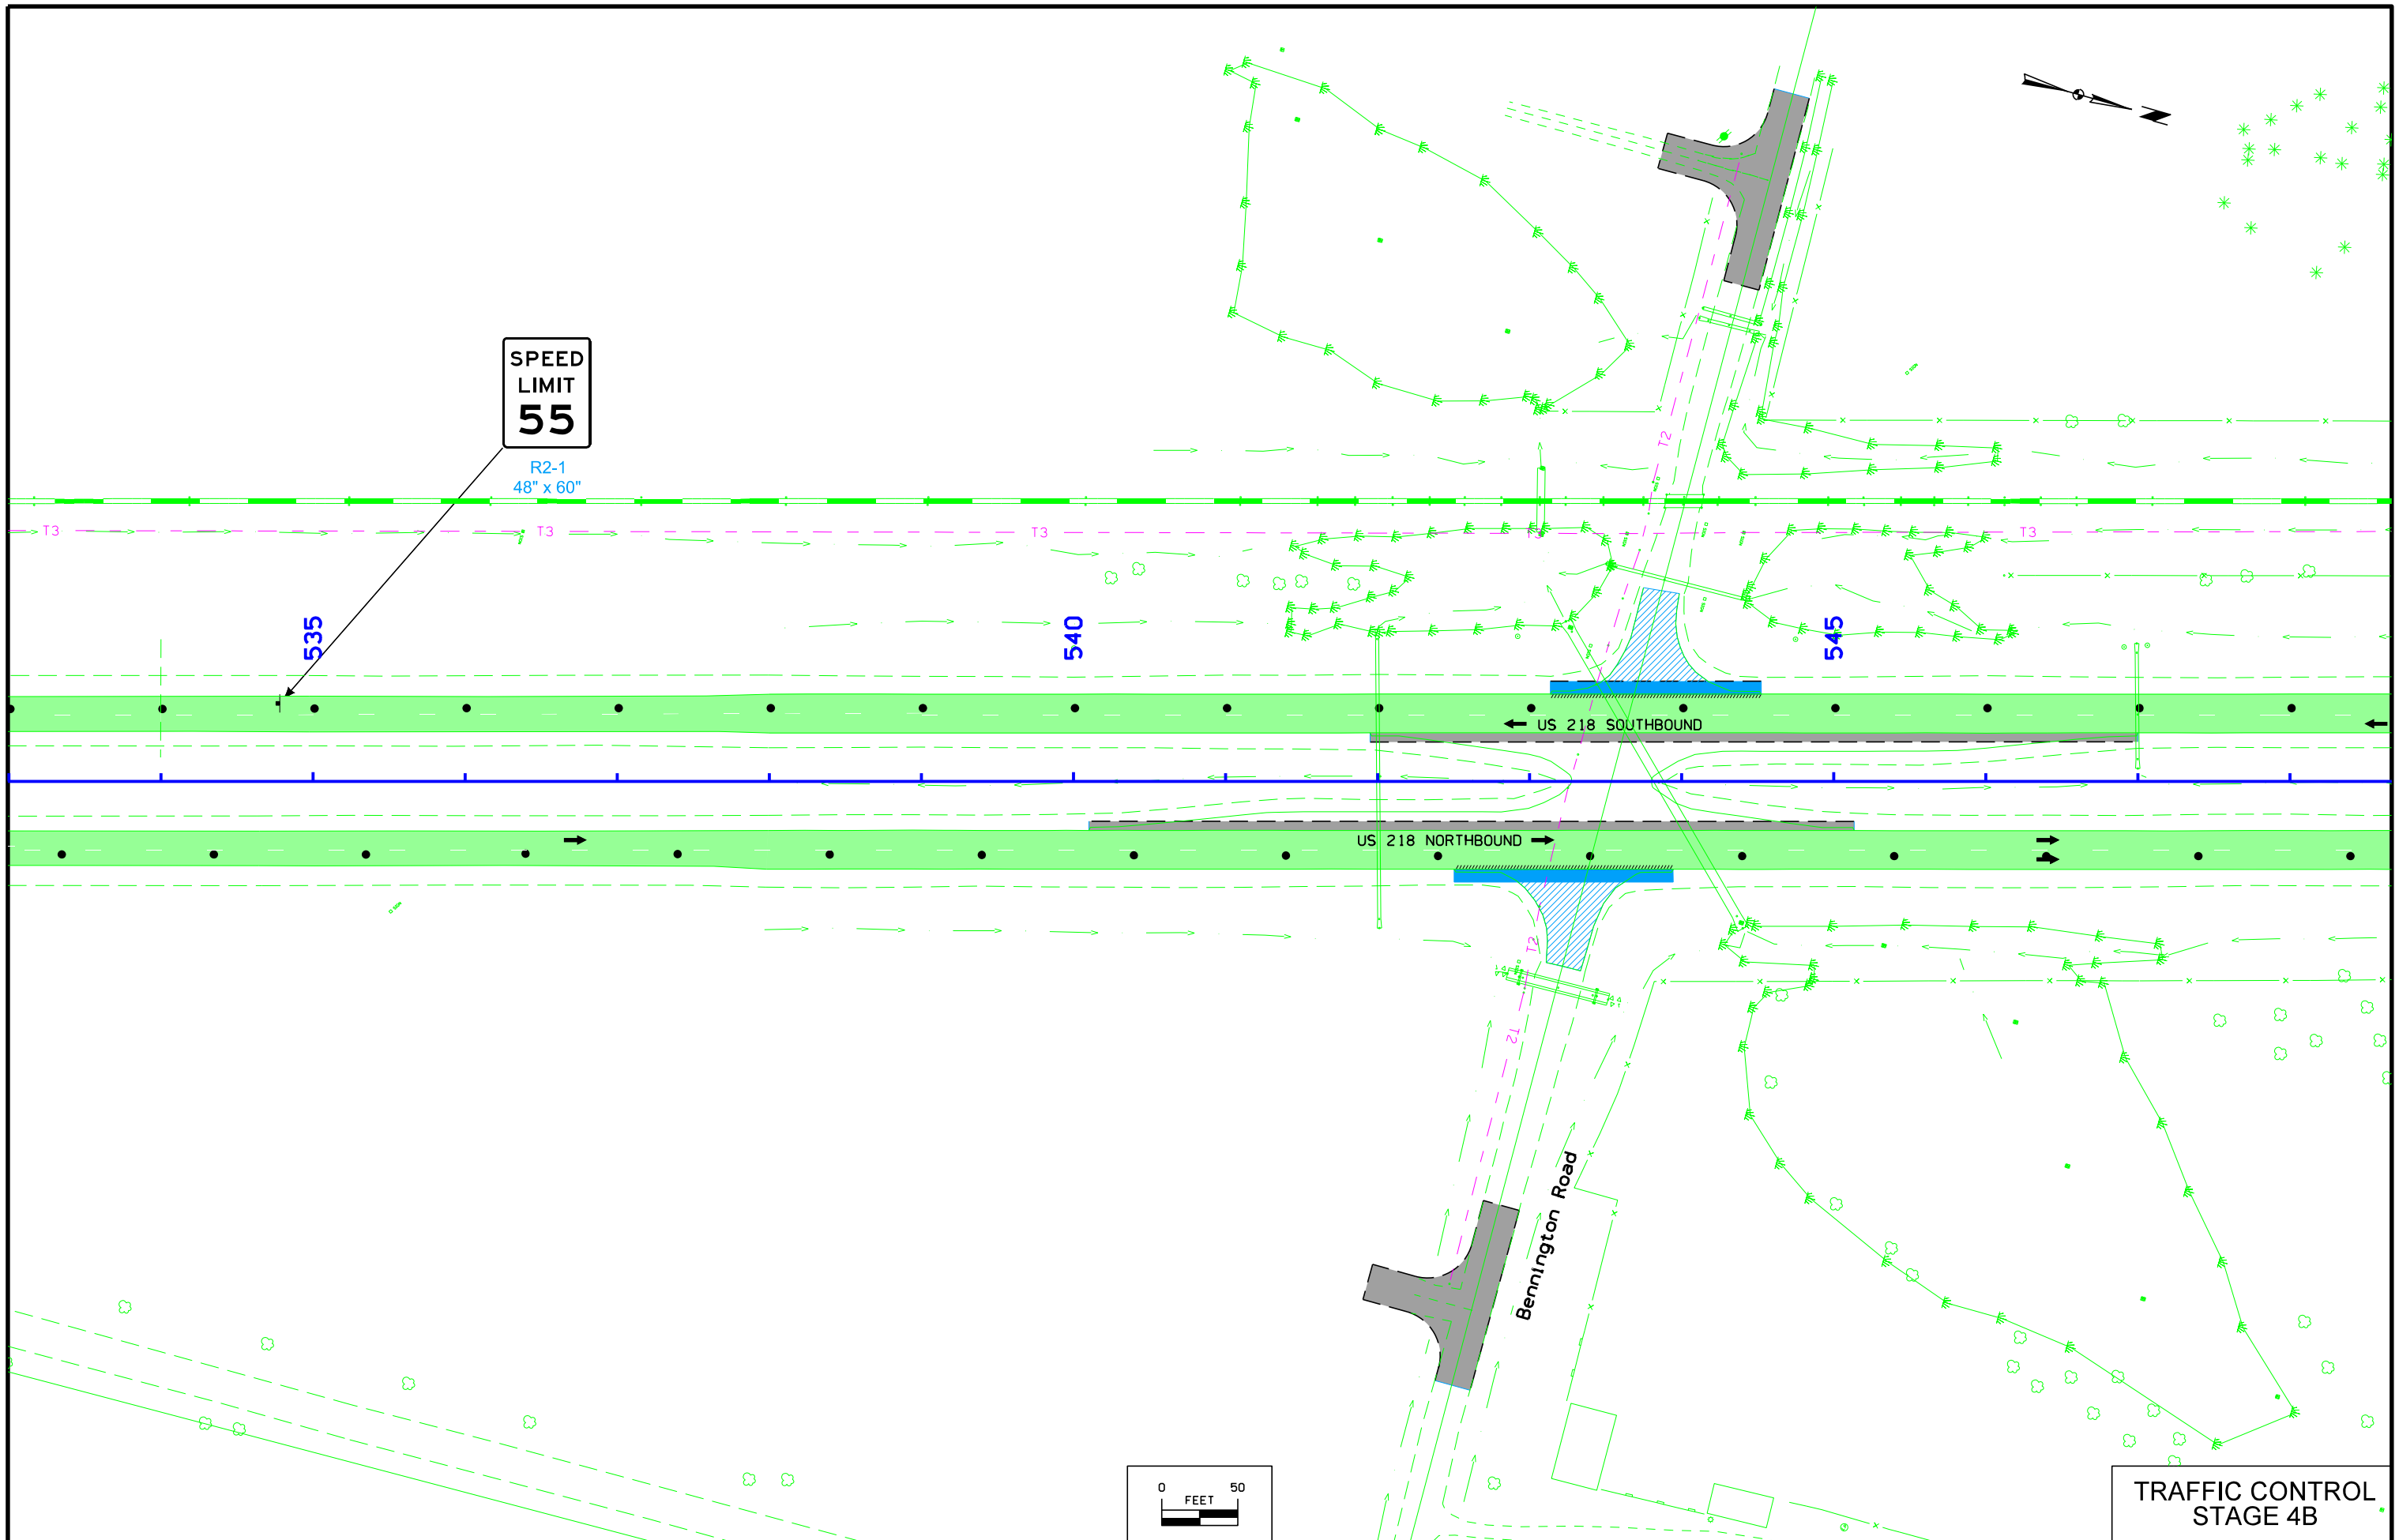 SPEED
LIMIT
55
R2-1
48" x 60"
T2
T3
T3
T3
T3
T3
535
540
545
US 218 SOUTHBOUND
US 218 NORTHBOUND
T2
T2
Bennington Road
0 50
FEET
TRAFFIC CONTROL
STAGE 4B
N